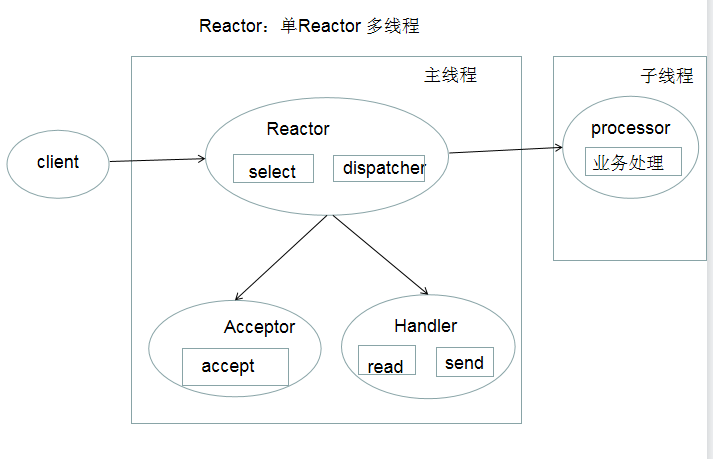 Reactor：单Reactor 多线程
主线程
子线程
Reactor
processor
client
select
dispatcher
业务处理
Acceptor
Handler
accept
read
send